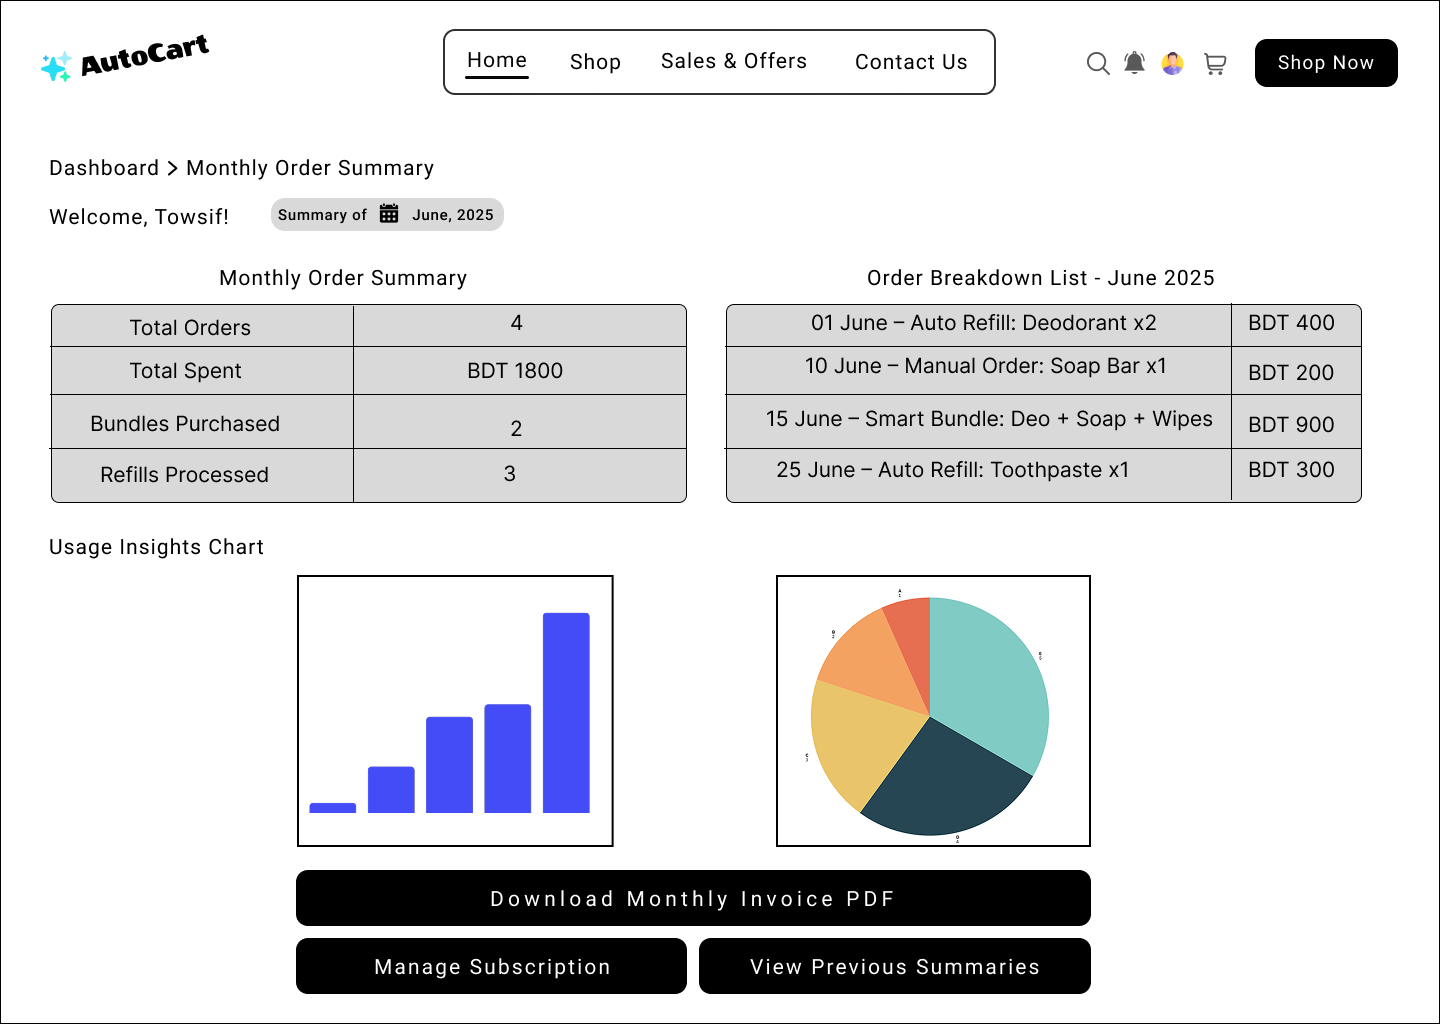 AutoCart
Home Shop Sales & Offers Contact Us
Shop Now
Dashboard > Monthly Order Summary
Welcome, Towsif!
Summary of June, 2025
Monthly Order Summary
Total Orders 4
Total Spent BDT 1800
Bundles Purchased 2
Refills Processed 3
Order Breakdown List - June 2025
01 June – Auto Refill: Deodorant x2 BDT 400
10 June – Manual Order: Soap Bar x1 BDT 200
15 June – Smart Bundle: Deo + Soap + Wipes BDT 900
25 June – Auto Refill: Toothpaste x1 BDT 300
Usage Insights Chart
Download Monthly Invoice PDF
Manage Subscription
View Previous Summaries